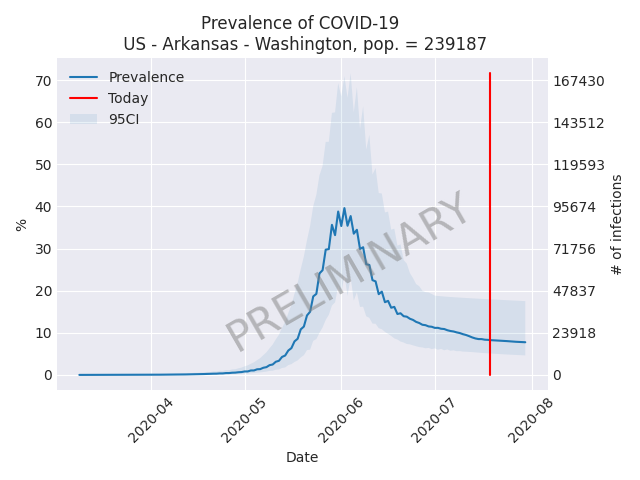 Prevalence of COVID-19
US - Arkansas - Washington, pop. = 239187
Prevalence
Today
95CI
70
60
50
40
30
20
10
0
%
167430
143512
119593
95674
71756
47837
23918
0
# of infections
PRELIMINARY
2020-04
2020-05
2020-06
2020-07
2020-08
Date